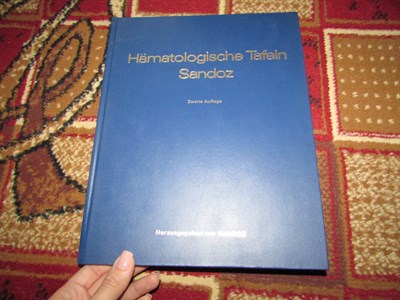 Hämatologische Tafeln
Sandoz
Zweite Auflage
Herausgegeben von SANDOZ